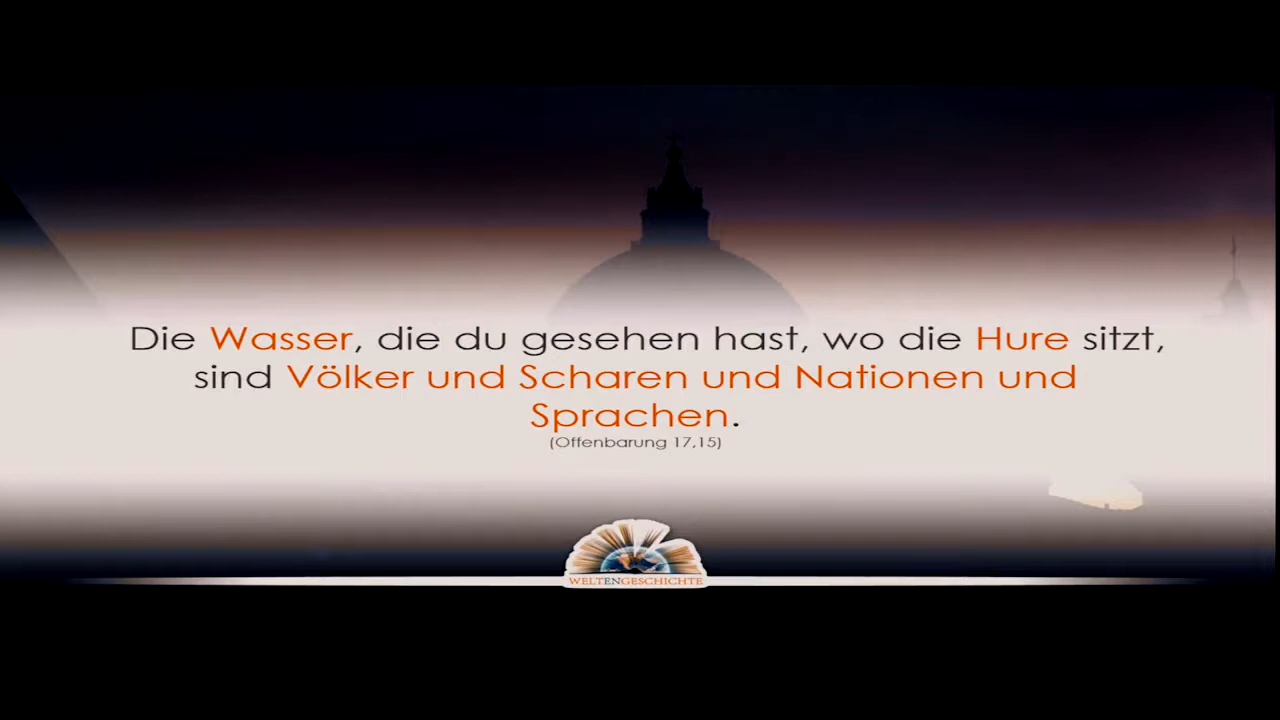 Die Wasser, die du gesehen hast, wo die Hure sitzt,
sind Völker und Scharen und Nationen und
Sprachen.
(Offenbarung 17,15)
WELTENGESCHICHTE